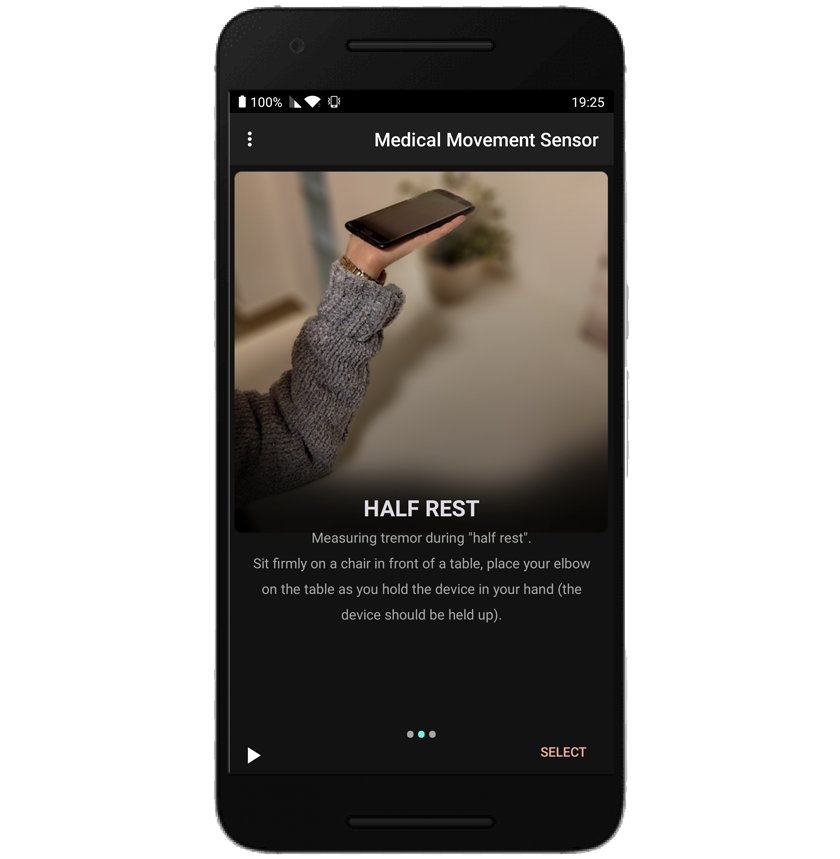 100%
19:25
Medical Movement Sensor
HALF REST
Measuring tremor during "half rest".
Sit firmly on a chair in front of a table, place your elbow
on the table as you hold the device in your hand (the
device should be held up).
SELECT